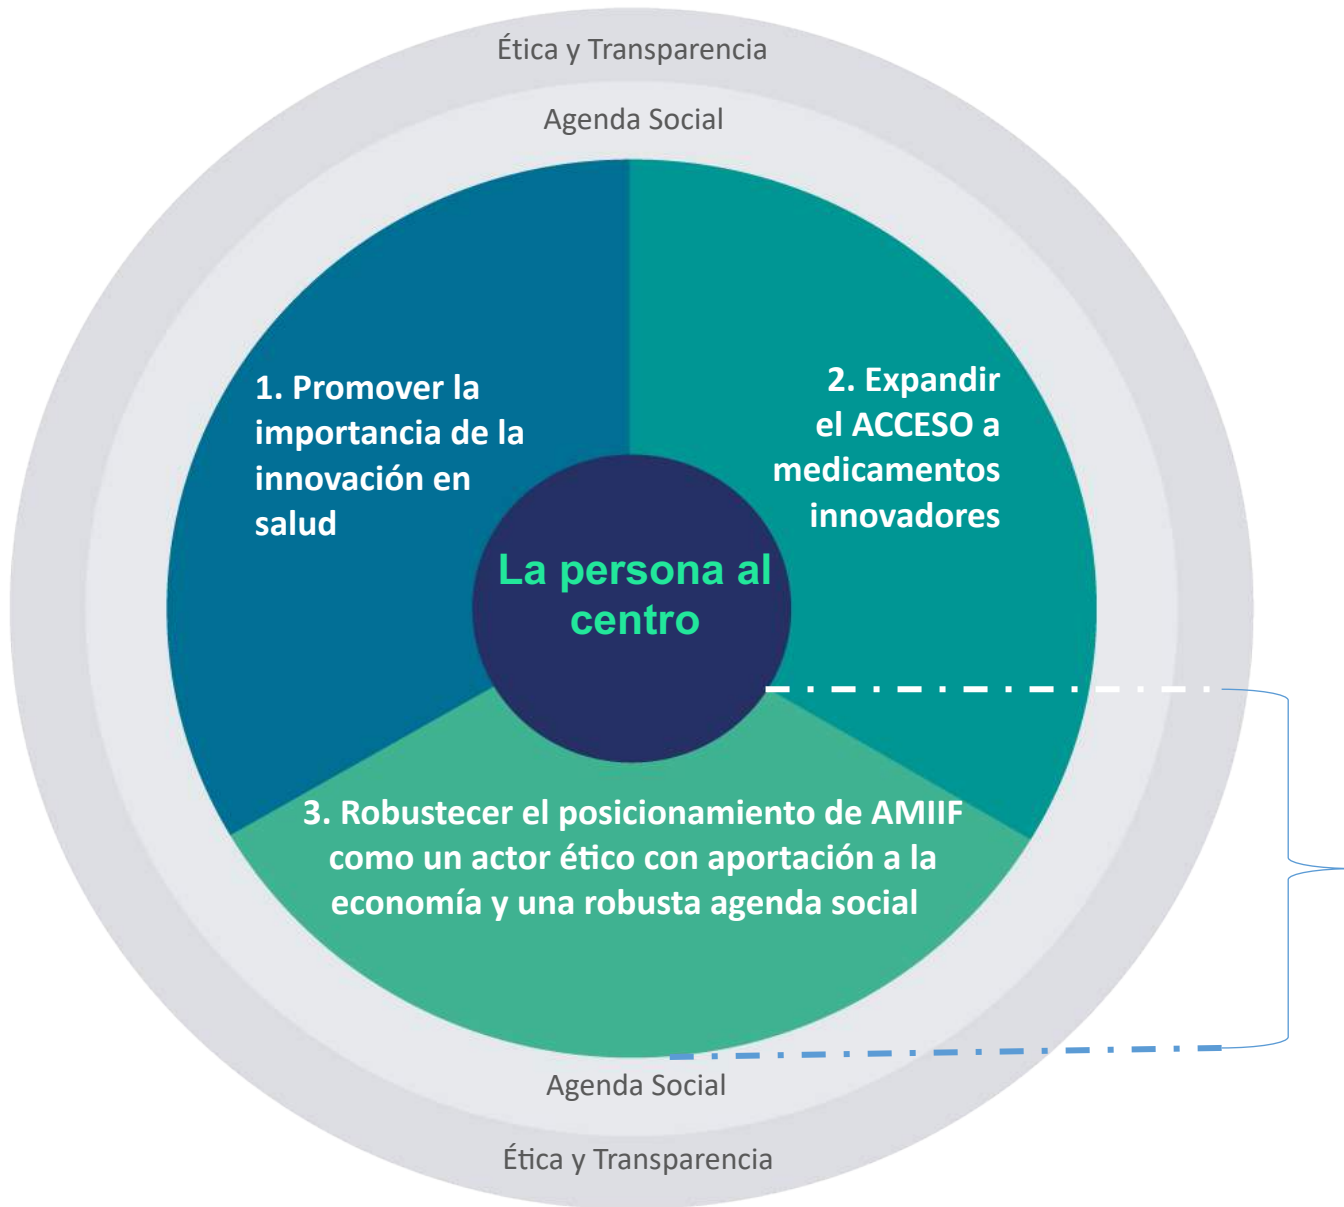 Ética y Transparencia
Agenda Social
1. Promover la
importancia de la
innovación en
salud
2. Expandir
el ACCESO a
medicamentos
innovadores
La persona al
centro
3. Robustecer el posicionamiento de AMIIF
como un actor ético con aportación a la
economía y una robusta agenda social
Agenda Social
Ética y Transparencia